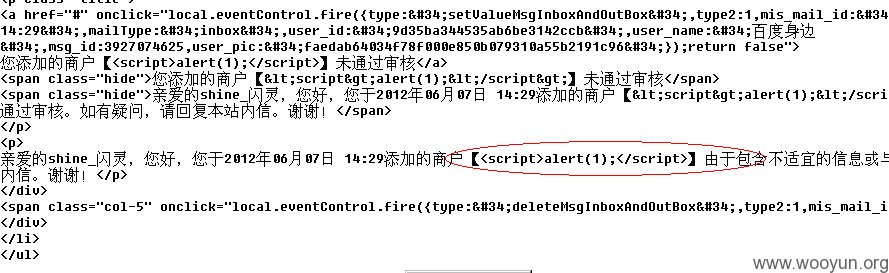 <p class="title">
<a href="#" onclick="local.eventControl.fire({type:&#34;setValueMsgInboxAndOutBox&#34;,type2:1,mis_mail_id:&#
14:29&#34;,mailType:&#34;inbox&#34;,user_id:&#34;9d35ba344535ab6be3142ccb&#34;,user_name:&#34;百度身边
&#34;,msg_id:3927074625,user_pic:&#34;faedab64034f78f000e850b079310a55b2191c96&#34;});return false">
您添加的商户【<script>alert(1);</script>】未通过审核</a>
<span class="hide">您添加的商户【&lt;script&gt;alert(1);&lt;/script&gt;】未通过审核</span>
<span class="hide">亲爱的shine_闪灵，您好，您于2012年06月07日 14:29添加的商户【&lt;script&gt;alert(1);&lt;/scr
通过审核。如有疑问，请回复本站内信。谢谢！</span>
</p>
<p>
亲爱的shine_闪灵，您好，您于2012年06月07日 14:29添加的商户【<script>alert(1);</script>】由于包含不适宜的信息或与
内信。谢谢！</p>
</div>
<span class="col-5" onclick="local.eventControl.fire({type:&#34;deleteMsgInboxAndOutBox&#34;,type2:1,mis_mail_i
</div>
</li>
</ul>
www.wooyun.org